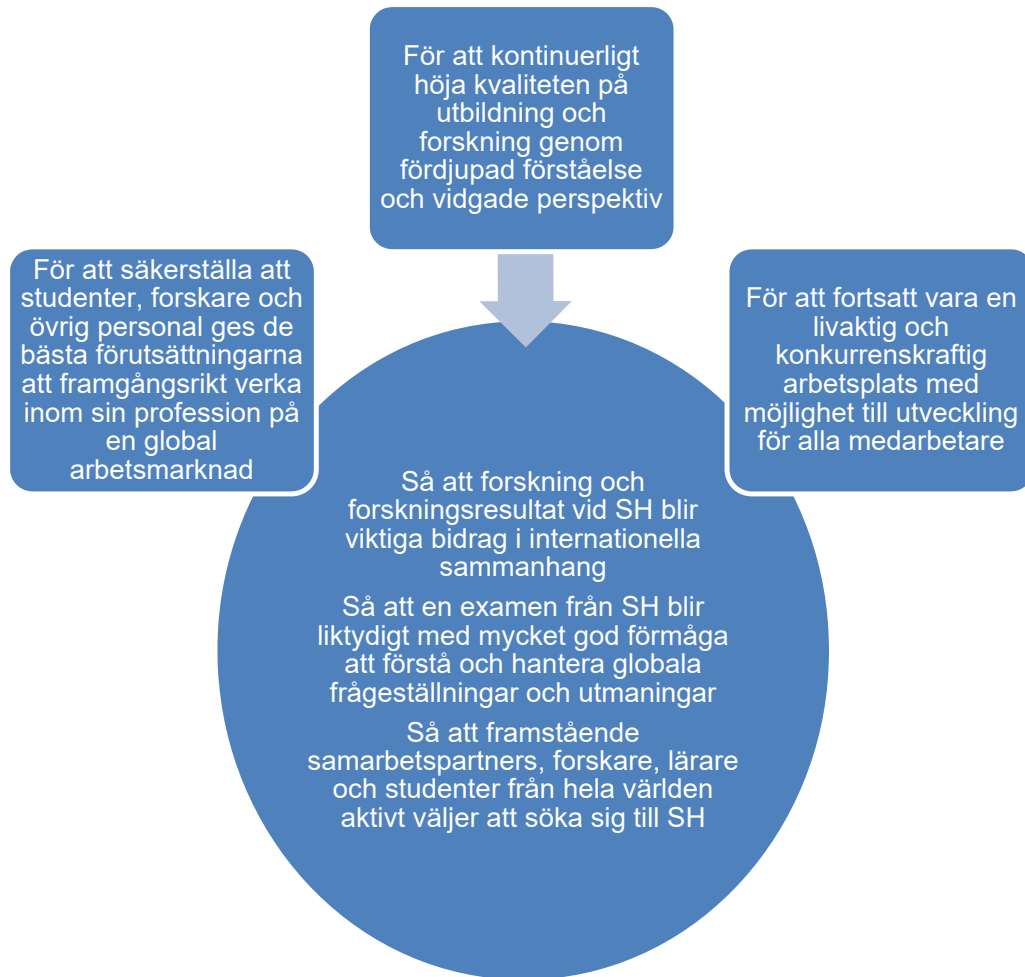 För att kontinuerligt
höja kvaliteten på
utbildning och
forskning genom
fördjupad förståelse
och vidgade perspektiv
För att säkerställa att
studenter, forskare och
övrig personal ges de
bästa förutsättningarna
att framgångsrikt verka
inom sin profession på
en global
arbetsmarknad
För att fortsatt vara en
livaktig och
konkurrenskraftig
arbetsplats med
möjlighet till utveckling
för alla medarbetare
Så att forskning och
forskningsresultat vid SH blir
viktiga bidrag i internationella
sammanhang
Så att en examen från SH blir
liktydigt med mycket god förmåga
att förstå och hantera globala
frågeställningar och utmaningar
Så att framstående
samarbetspartners, forskare, lärare
och studenter från hela världen
aktivt väljer att söka sig till SH